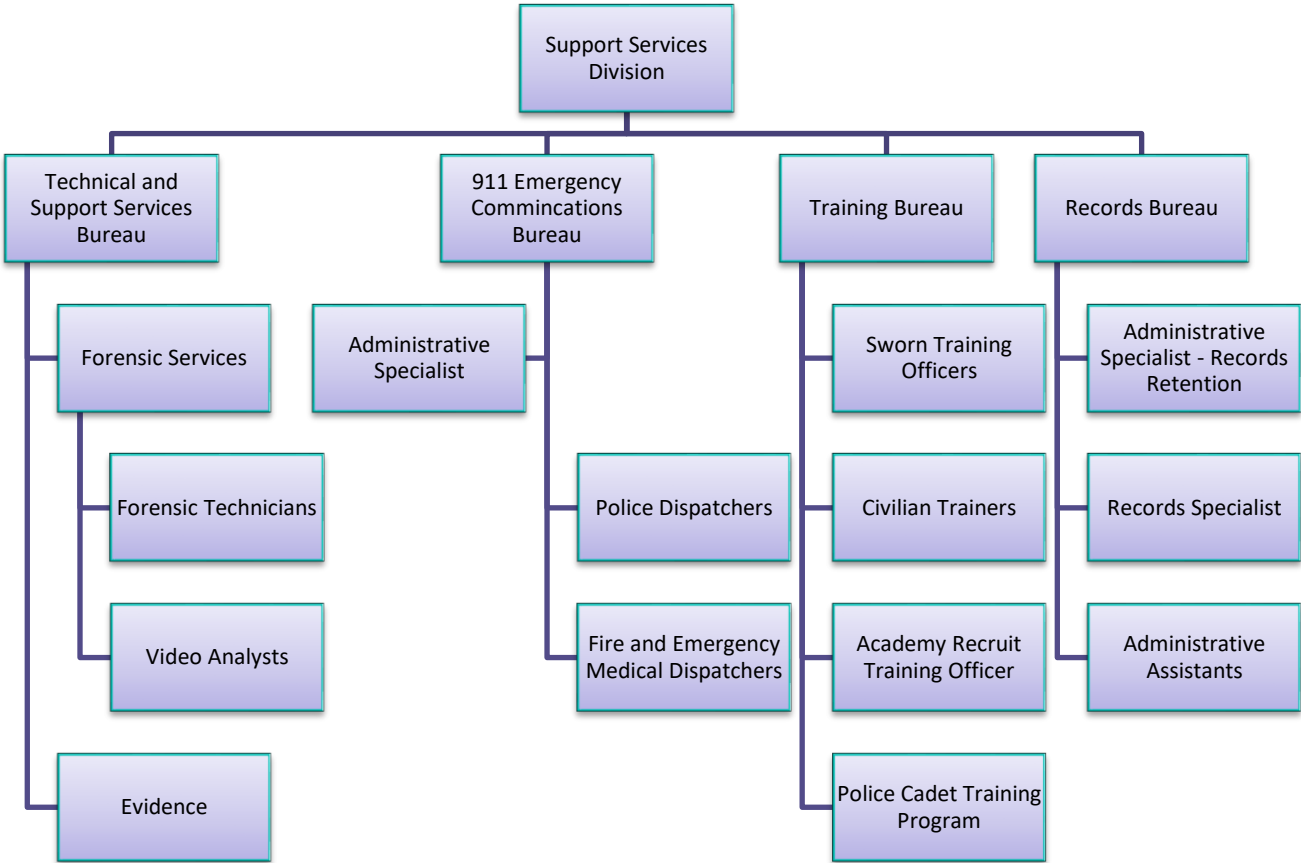 Support Services
Division
Technical and
Support Services
Bureau
911 Emergency
Commincations
Bureau
Training Bureau
Records Bureau
Forensic Services
Administrative
Specialist
Sworn Training
Officers
Administrative
Specialist - Records
Retention
Forensic Technicians
Police Dispatchers
Civilian Trainers
Records Specialist
Video Analysts
Fire and Emergency
Medical Dispatchers
Academy Recruit
Training Officer
Administrative
Assistants
Evidence
Police Cadet Training
Program